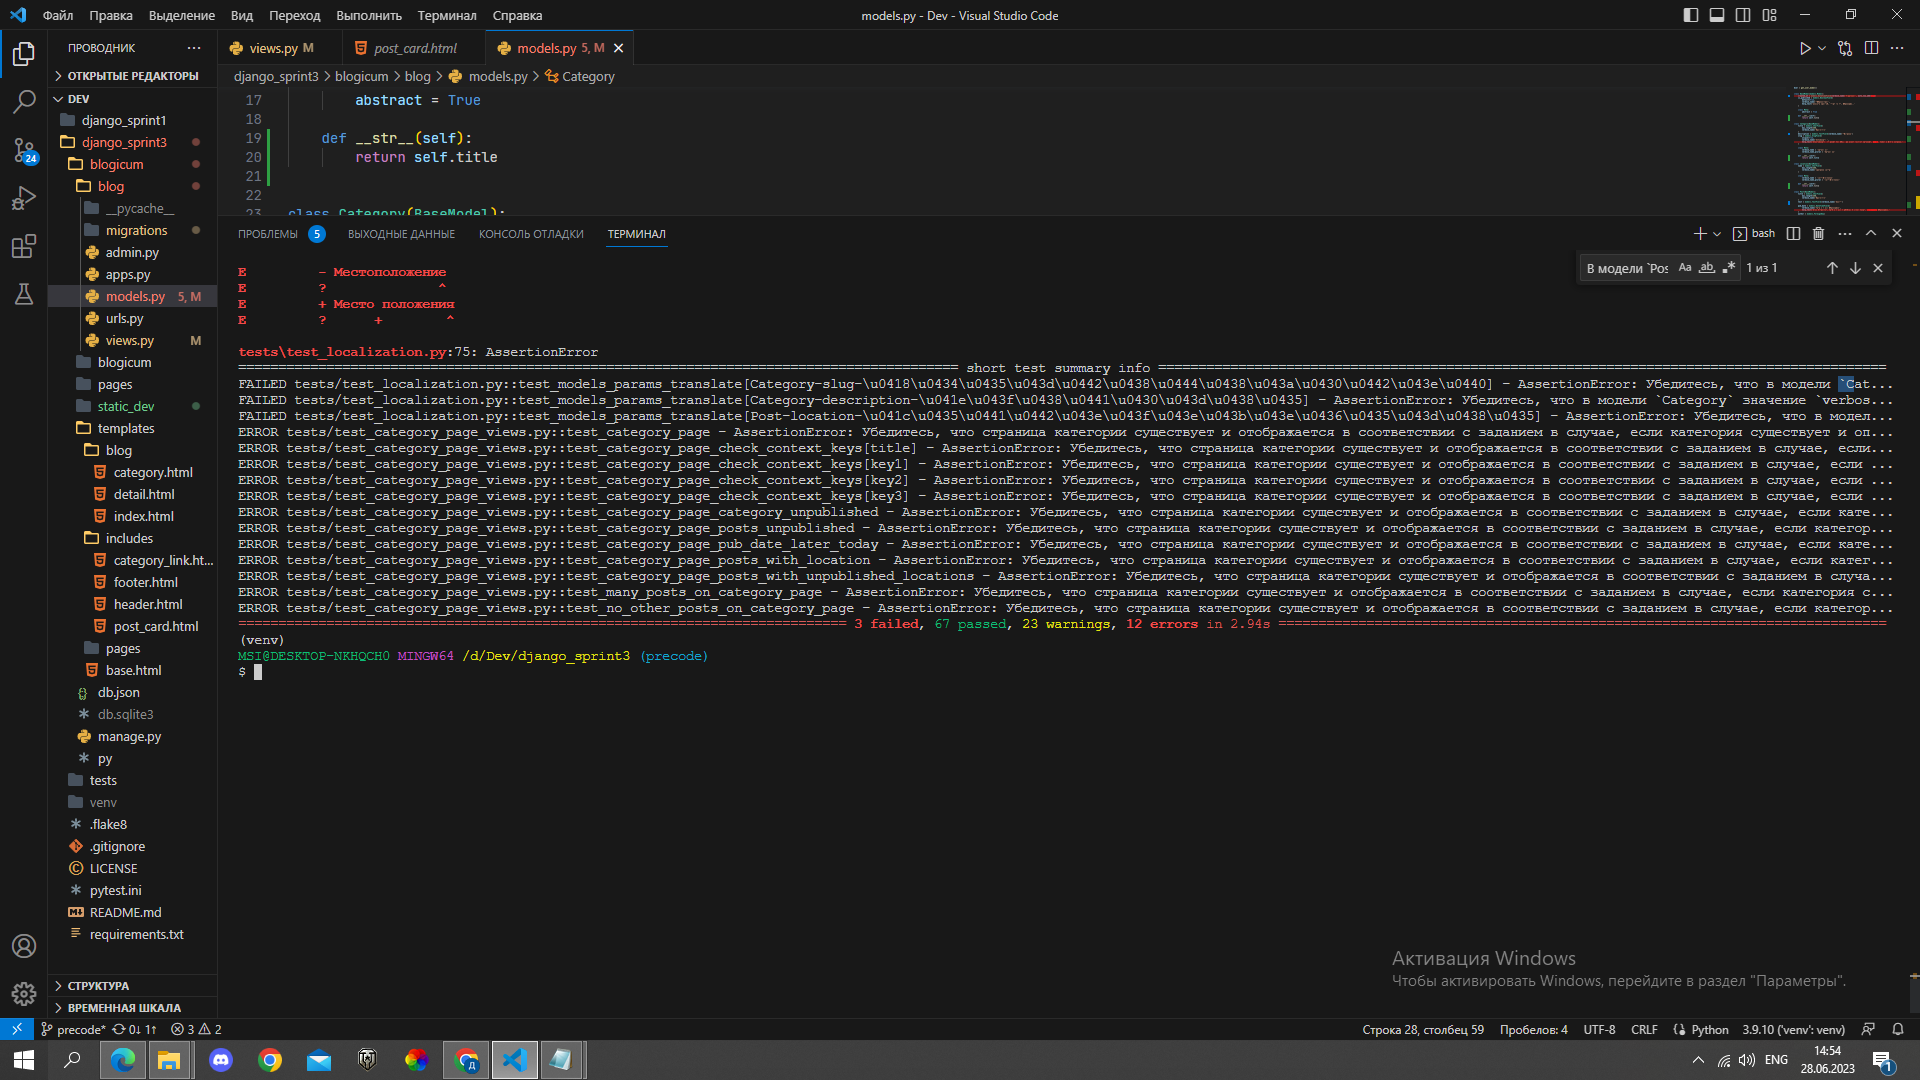 Файл Правка Выделение Вид Переход Выполнить Терминал Справка
models.py - Dev - Visual Studio Code
ПРОВОДНИК
ОТКРЫТЫЕ РЕДАКТОРЫ
DEV
django_sprint1
django_sprint3
blogicum
blog
__pycache__
migrations
admin.py
apps.py
models.py 5, M
urls.py
views.py M
blogicum
pages
static_dev
templates
blog
category.html
detail.html
index.html
includes
category_link.ht...
footer.html
header.html
post_card.html
pages
base.html
db.json
db.sqlite3
manage.py
py
tests
venv
.flake8
.gitignore
LICENSE
pytest.ini
README.md
requirements.txt
СТРУКТУРА
ВРЕМЕННАЯ ШКАЛА
views.py M
post_card.html
models.py 5, M
django_sprint3 > blogicum > blog > models.py > Category
17 abstract = True
18
19 def __str__(self):
20 return self.title
21
22
23 class Category(BaseModel):
ПРОБЛЕМЫ 5 ВЫХОДНЫЕ ДАННЫЕ КОНСОЛЬ ОТЛАДКИ ТЕРМИНАЛ
bash
В модели `Pos Aa ab 1 из 1
E - Местоположение
E ? ^
E + Место положения
E ? + ^
tests\test_localization.py:75: AssertionError
short test summary info
FAILED tests/test_localization.py::test_models_params_translate[Category-slug-\u0418\u0434\u0435\u043d\u0442\u0438\u0444\u0438\u043a\u0430\u0442\u043e\u0440] - AssertionError: Убедитесь, что в модели `Cat...
FAILED tests/test_localization.py::test_models_params_translate[Category-description-\u041e\u043f\u0438\u0441\u0430\u043d\u0438\u0435] - AssertionError: Убедитесь, что в модели `Category` значение `verbos...
FAILED tests/test_localization.py::test_models_params_translate[Post-location-\u041c\u0435\u0441\u0442\u043e\u043f\u043e\u043b\u043e\u0436\u0435\u043d\u0438\u0435] - AssertionError: Убедитесь, что в модел...
ERROR tests/test_category_page_views.py::test_category_page - AssertionError: Убедитесь, что страница категории существует и отображается в соответствии с заданием в случае, если категория существует и оп...
ERROR tests/test_category_page_views.py::test_category_page_check_context_keys[title] - AssertionError: Убедитесь, что страница категории существует и отображается в соответствии с заданием в случае, если...
ERROR tests/test_category_page_views.py::test_category_page_check_context_keys[key1] - AssertionError: Убедитесь, что страница категории существует и отображается в соответствии с заданием в случае, если ...
ERROR tests/test_category_page_views.py::test_category_page_check_context_keys[key2] - AssertionError: Убедитесь, что страница категории существует и отображается в соответствии с заданием в случае, если ...
ERROR tests/test_category_page_views.py::test_category_page_check_context_keys[key3] - AssertionError: Убедитесь, что страница категории существует и отображается в соответствии с заданием в случае, если ...
ERROR tests/test_category_page_views.py::test_category_page_category_unpublished - AssertionError: Убедитесь, что страница категории существует и отображается в соответствии с заданием в случае, если кате...
ERROR tests/test_category_page_views.py::test_category_page_posts_unpublished - AssertionError: Убедитесь, что страница категории существует и отображается в соответствии с заданием в случае, если категор...
ERROR tests/test_category_page_views.py::test_category_page_pub_date_later_today - AssertionError: Убедитесь, что страница категории существует и отображается в соответствии с заданием в случае, если кате...
ERROR tests/test_category_page_views.py::test_category_page_posts_with_location - AssertionError: Убедитесь, что страница категории существует и отображается в соответствии с заданием в случае, если катег...
ERROR tests/test_category_page_views.py::test_category_page_posts_with_unpublished_locations - AssertionError: Убедитесь, что страница категории существует и отображается в соответствии с заданием в случа...
ERROR tests/test_category_page_views.py::test_many_posts_on_category_page - AssertionError: Убедитесь, что страница категории существует и отображается в соответствии с заданием в случае, если категория с...
ERROR tests/test_category_page_views.py::test_no_other_posts_on_category_page - AssertionError: Убедитесь, что страница категории существует и отображается в соответствии с заданием в случае, если категор...
3 failed, 67 passed, 23 warnings, 12 errors in 2.94s
(venv)
MSI@DESKTOP-NKHQCH0 MINGW64 /d/Dev/django_sprint3 (precode)
$
Активация Windows
Чтобы активировать Windows, перейдите в раздел "Параметры".
24
precode* 0↓ 1↑ 3 2
Строка 28, столбец 59 Пробелов: 4 UTF-8 CRLF Python 3.9.10 ('venv': venv)
ENG
14:54
28.06.2023
1